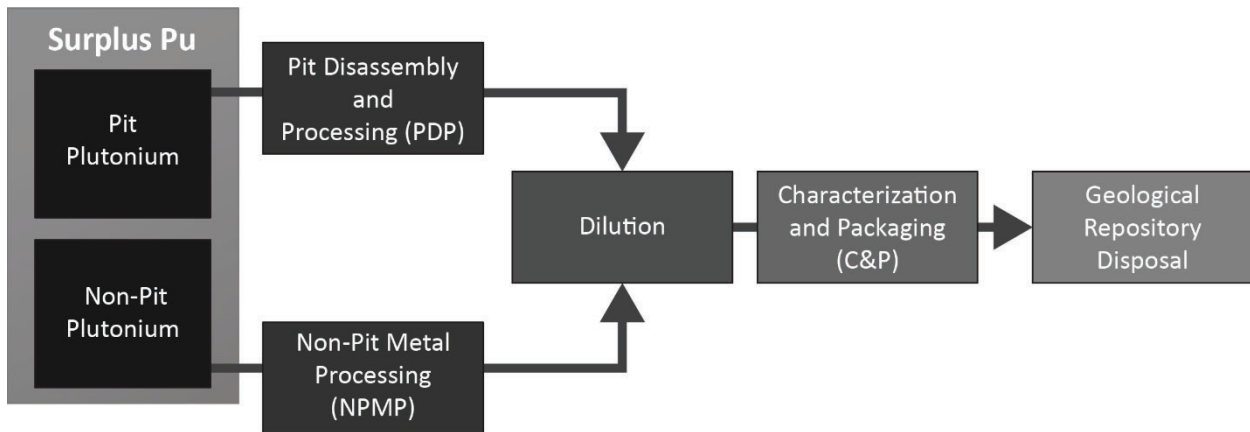 Surplus Pu
Pit
Plutonium
Non-Pit
Plutonium
Pit Disassembly
and
Processing (PDP)
Non-Pit Metal
Processing
(NPMP)
Dilution
Characterization
and Packaging
(C&P)
Geological
Repository
Disposal